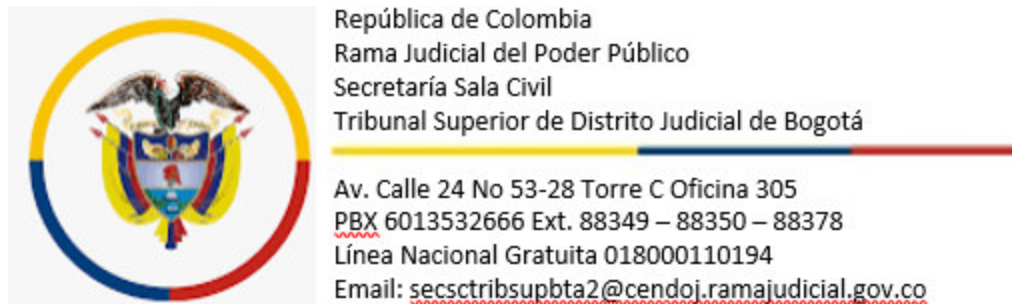 República de Colombia
Rama Judicial del Poder Público
Secretaría Sala Civil
Tribunal Superior de Distrito Judicial de Bogotá
Av. Calle 24 No 53-28 Torre C Oficina 305
PBX 6013532666 Ext. 88349 – 88350 – 88378
Línea Nacional Gratuita 018000110194
Email: secsctribsupbta2@cendoj.ramajudicial.gov.co